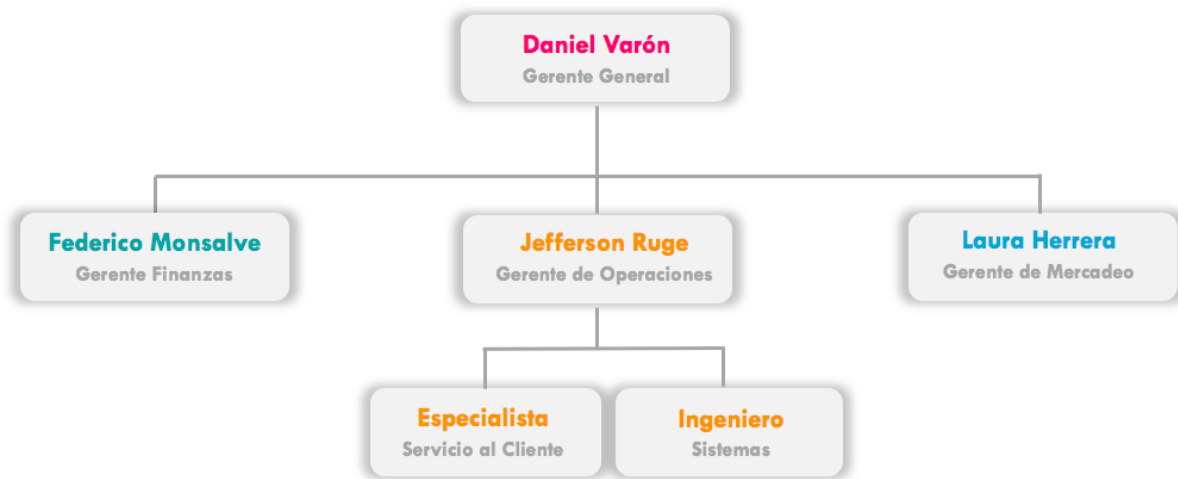 Daniel Varón
Gerente General
Federico Monsalve
Gerente Finanzas
Jefferson Ruge
Gerente de Operaciones
Laura Herrera
Gerente de Mercadeo
Especialista
Servicio al Cliente
Ingeniero
Sistemas